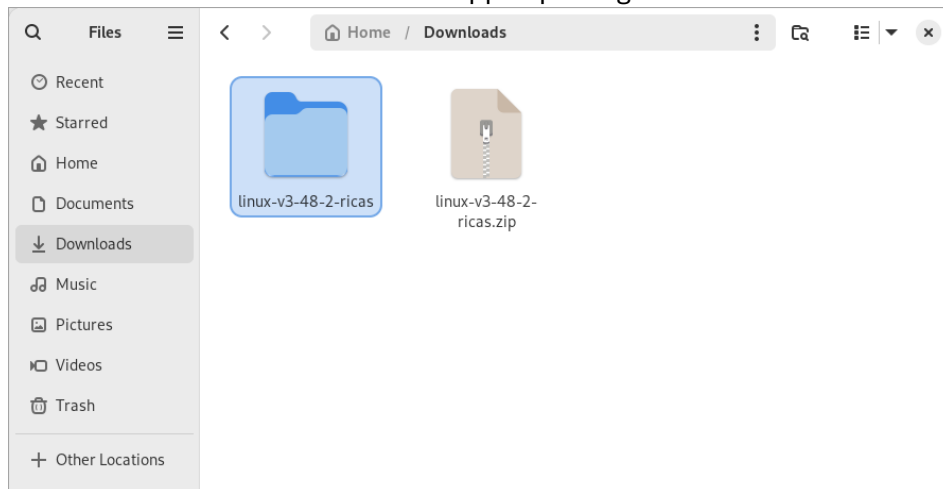 Files
Home / Downloads
Recent
Starred
Home
Documents
Downloads
Music
Pictures
Videos
Trash
Other Locations
linux-v3-48-2-ricas
linux-v3-48-2-
ricas.zip